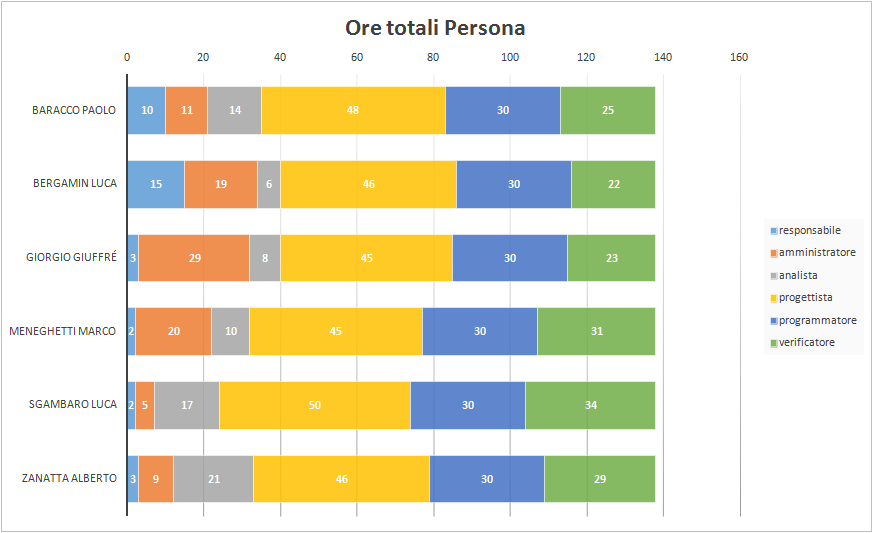 Ore totali Persona
0 20 40 60 80 100 120 140 160
BARACCO PAOLO 10 11 14 48 30 25
BERGAMIN LUCA 15 19 6 46 30 22
GIORGIO GIUFFRÉ 3 29 8 45 30 23
MENEGHETTI MARCO 2 20 10 45 30 31
SGAMBARO LUCA 2 5 17 50 30 34
ZANATTA ALBERTO 3 9 21 46 30 29
responsabile
amministratore
analista
progettista
programmatore
verificatore